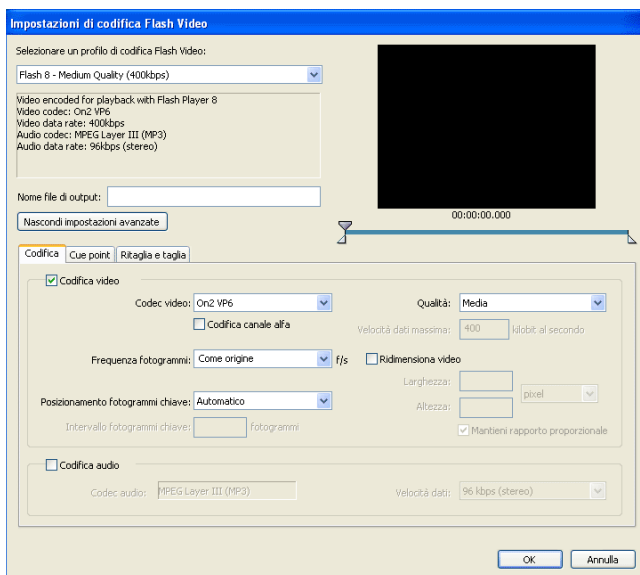 Impostazioni di codifica Flash Video
Selezionare un profilo di codifica Flash Video:
Flash 8 - Medium Quality (400kbps)
Video encoded for playback with Flash Player 8
Video codec: On2 VP6
Video data rate: 400kbps
Audio codec: MPEG Layer III (MP3)
Audio data rate: 96kbps (stereo)
Nome file di output:
Nascondi impostazioni avanzate
00:00:00.000
Codifica Cue point Ritaglia e taglia
Codifica video
Codec video: On2 VP6 Qualità: Media
Codifica canale alfa Velocità dati massima: 400 kilobit al secondo
Frequenza fotogrammi: Come origine f/s Ridimensiona video
Larghezza:
pixel
Posizionamento fotogrammi chiave: Automatico Altezza:
Intervallo fotogrammi chiave: fotogrammi Mantieni rapporto proporzionale
Codifica audio
Codec audio: MPEG Layer III (MP3) Velocità dati: 96 kbps (stereo)
OK Annulla